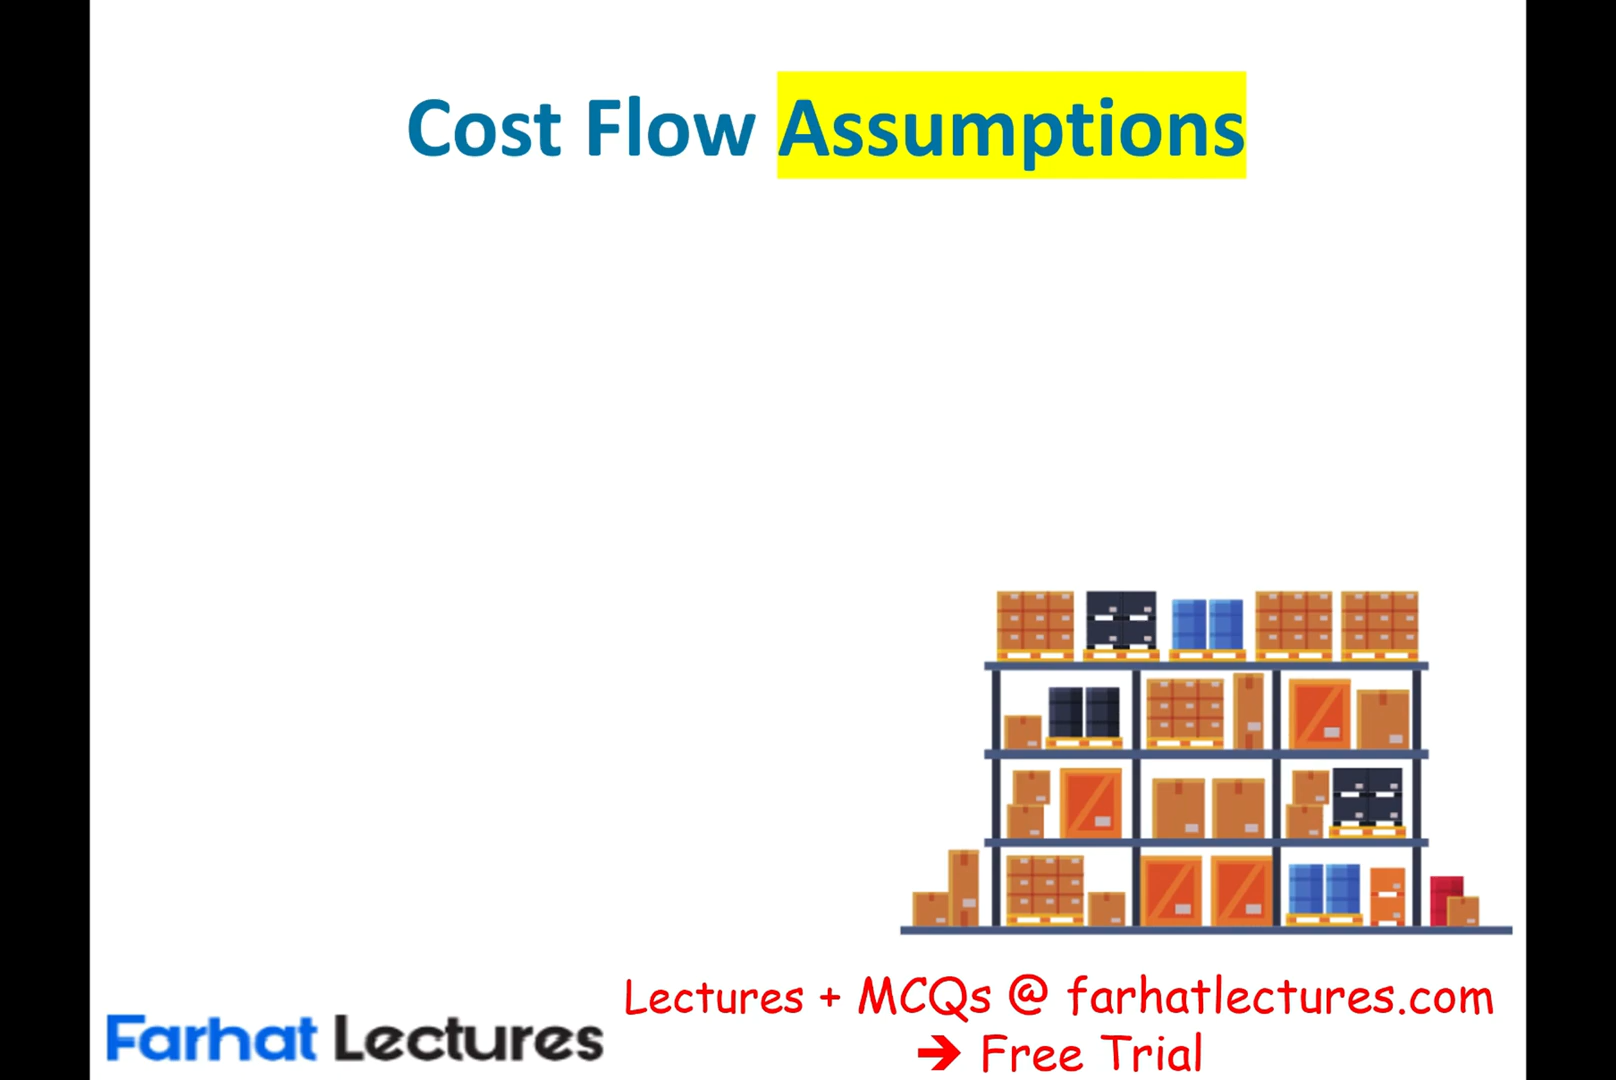 Cost Flow Assumptions
Lectures + MCQs @ farhatlectures.com
➔ Free Trial
Farhat Lectures